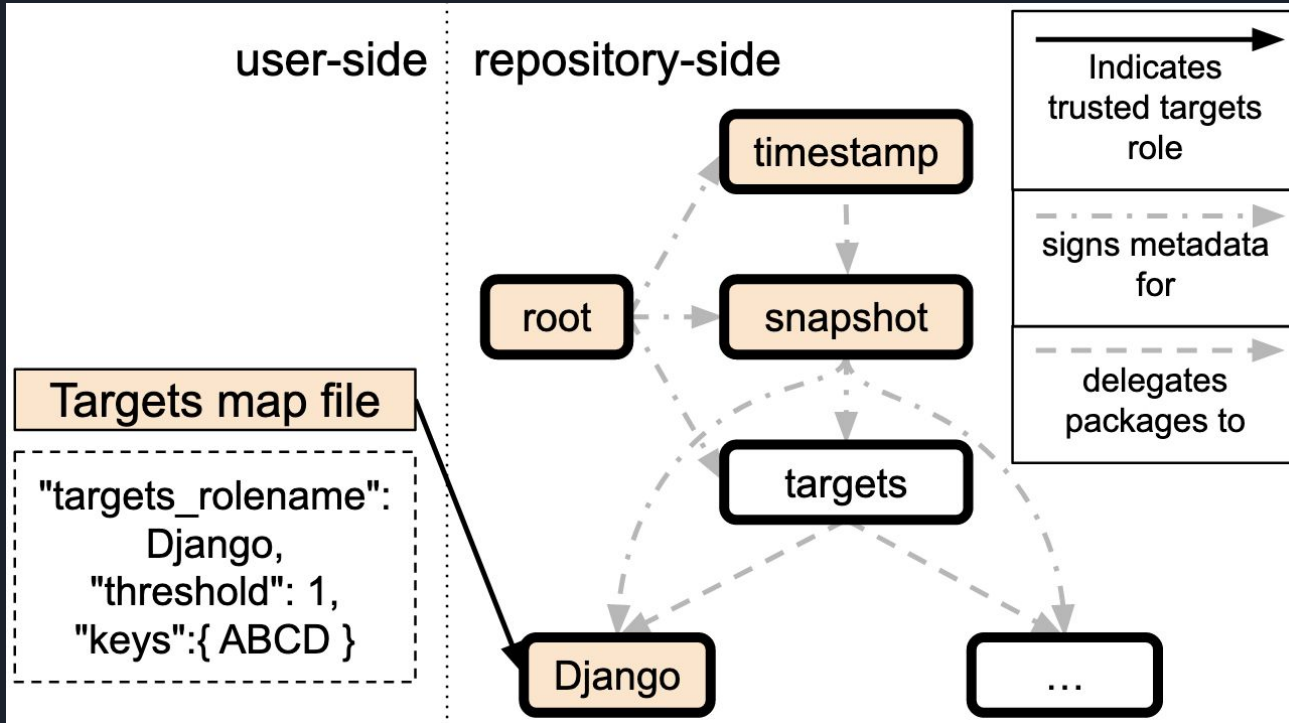 user-side
repository-side
timestamp
root
snapshot
targets
Django
...
Targets map file
"targets_rolename":
Django,
"threshold": 1,
"keys":{ ABCD }
Indicates
trusted targets
role
signs metadata
for
delegates
packages to